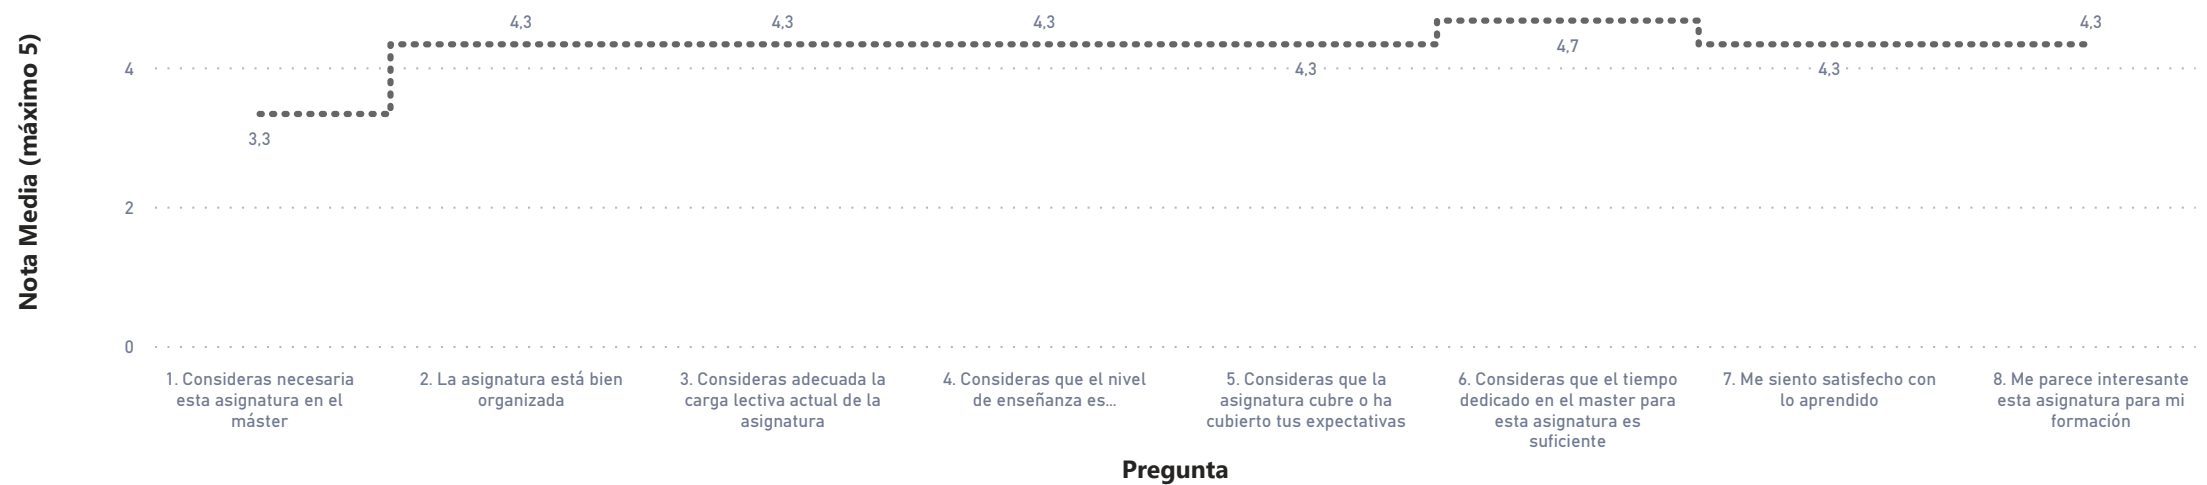 Nota Media (máximo 5)
4
2
0
3,3
4,3
4,3
4,3
4,3
4,7
4,3
4,3
1. Consideras necesaria
esta asignatura en el
máster
2. La asignatura está bien
organizada
3. Consideras adecuada la
carga lectiva actual de la
asignatura
4. Consideras que el nivel
de enseñanza es...
5. Consideras que la
asignatura cubre o ha
cubierto tus expectativas
6. Consideras que el tiempo
dedicado en el master para
esta asignatura es
suficiente
7. Me siento satisfecho con
lo aprendido
8. Me parece interesante
esta asignatura para mi
formación
Pregunta